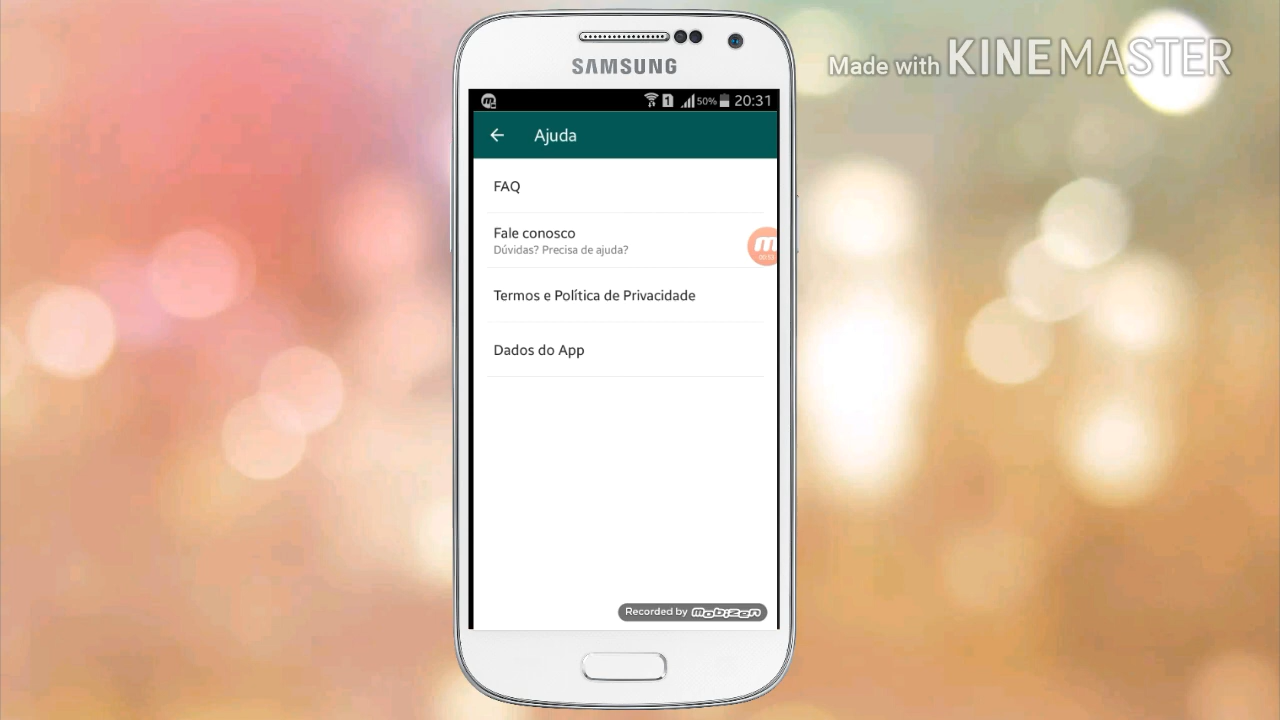 Made with KINEMASTER
SAMSUNG
1 50% 20:31
Ajuda
FAQ
Fale conosco
Dúvidas? Precisa de ajuda?
Termos e Política de Privacidade
Dados do App
Recorded by mobizen